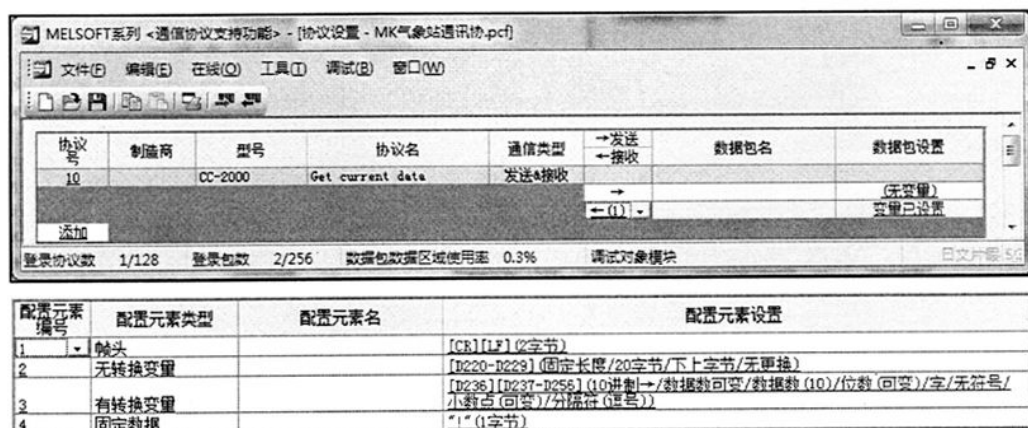 MELSOFT系列 <通信协议支持功能> - [协议设置 - MK气象站通讯协.pcf]
文件(F) 编辑(E) 在线(O) 工具(T) 调试(B) 窗口(W)
协议号 制造商 型号 协议名 通信类型 →发送 ←接收 数据包名 数据包设置
10 CC-2000 Get current data 发送&接收
→ (无变量)
←(1) 变量已设置
添加
登录协议数 1/128 登录包数 2/256 数据包数据区域使用率 0.3% 调试对象模块
配置元素编号 配置元素类型 配置元素名 配置元素设置
1 帧头 [CR][LF](2字节)
2 无转换变量 [D220-D229](固定长度/20字节/下上字节/无更换)
3 有转换变量 [D236][D237-D256](10进制→/数据数可变/数据数(10)/位数(可变)/字/无符号/
小数点(可变)/分隔符(逗号))
4 固定数据 "!"(1字节)